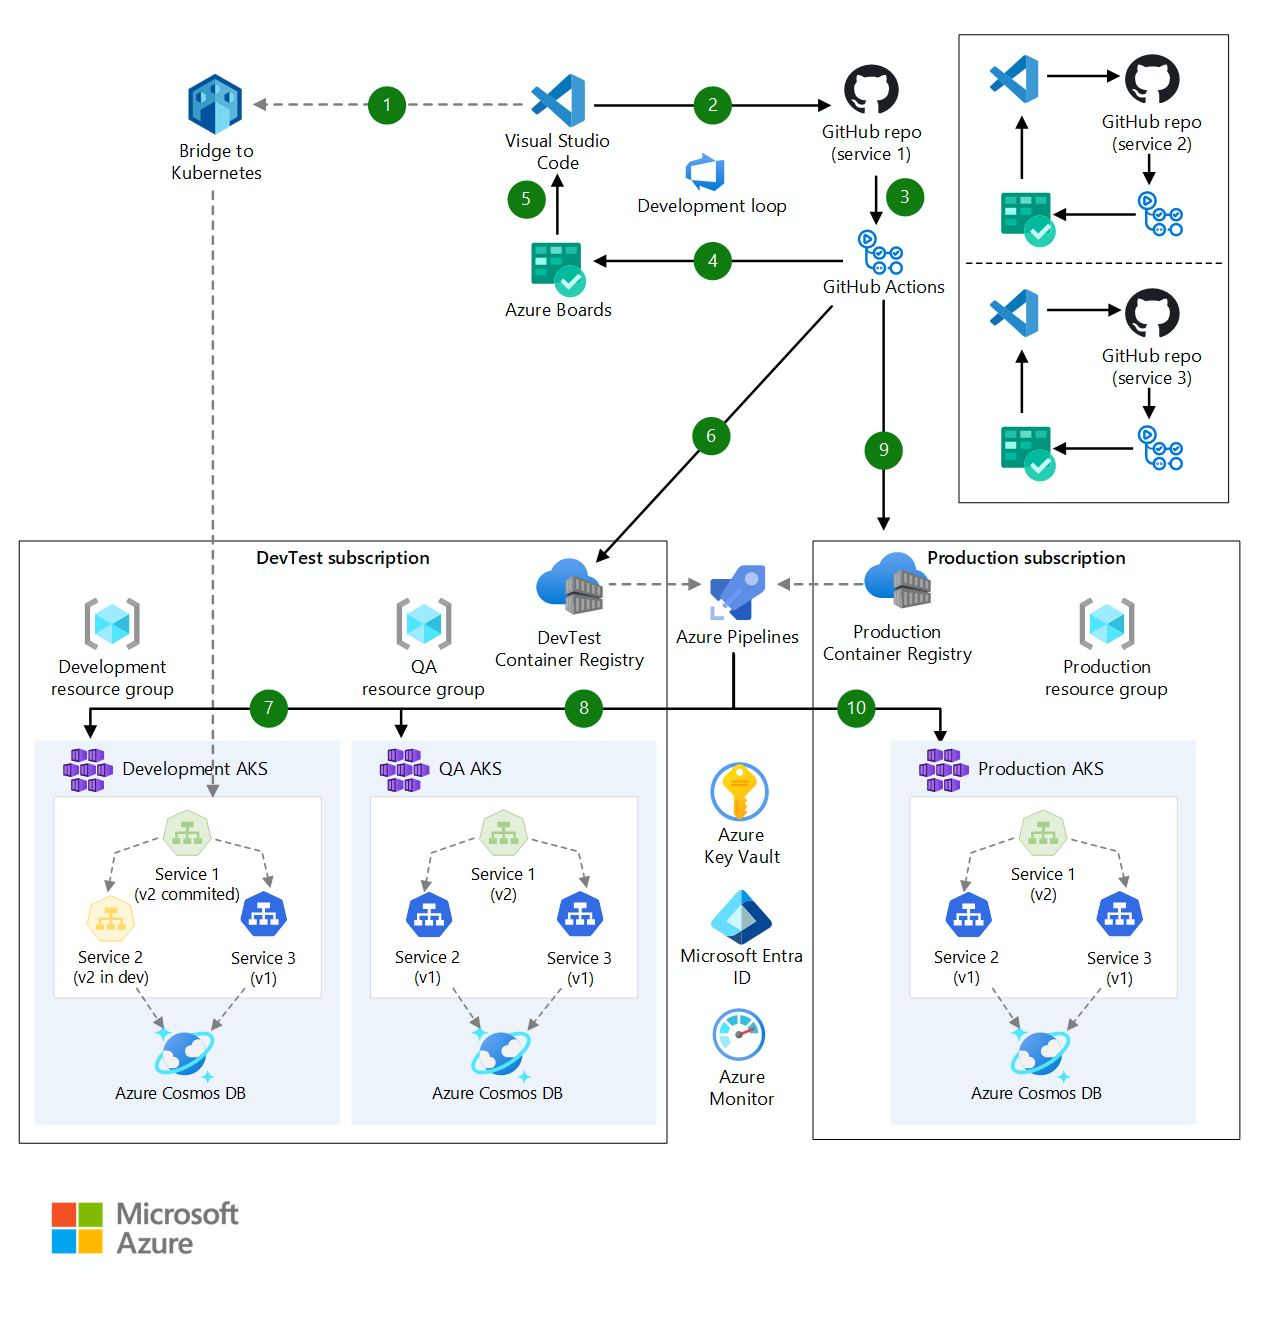 1
2
Bridge to
Kubernetes
Visual Studio
Code
GitHub repo
(service 1)
Development loop
3
4
5
Azure Boards
GitHub Actions
GitHub repo
(service 2)
GitHub repo
(service 3)
6
9
DevTest subscription
Production subscription
Development
resource group
QA
resource group
DevTest
Container Registry
Azure Pipelines
Production
Container Registry
Production
resource group
7
8
10
Development AKS
Service 1
(v2 commited)
Service 2
(v2 in dev)
Service 3
(v1)
Azure Cosmos DB
QA AKS
Service 1
(v2)
Service 2
(v1)
Service 3
(v1)
Azure Cosmos DB
Azure
Key Vault
Microsoft Entra
ID
Azure
Monitor
Production AKS
Service 1
(v2)
Service 2
(v1)
Service 3
(v1)
Azure Cosmos DB
Microsoft
Azure